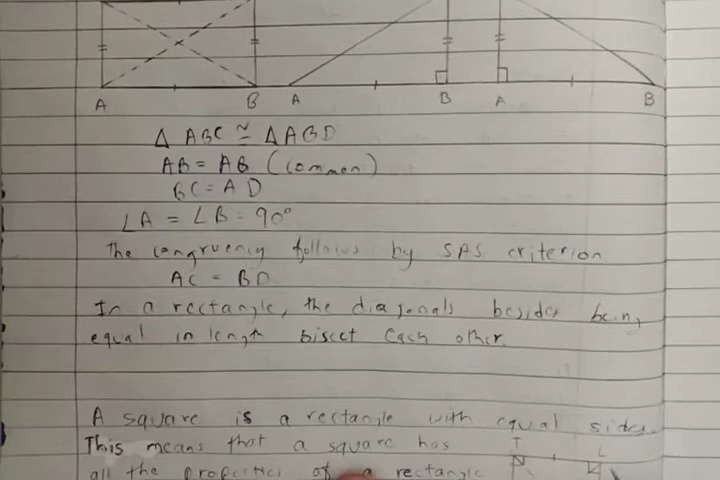 A B A B A B
Δ ABC ≅ Δ ABD
AB = AB (common)
BC = AD
∠A = ∠B = 90°
The congruency follows by SAS criterion
AC = BD
In a rectangle, the diagonals besides being
equal in length bisect each other.
A square is a rectangle with equal sides.
This means that a square has T L
all the properties of a rectangle